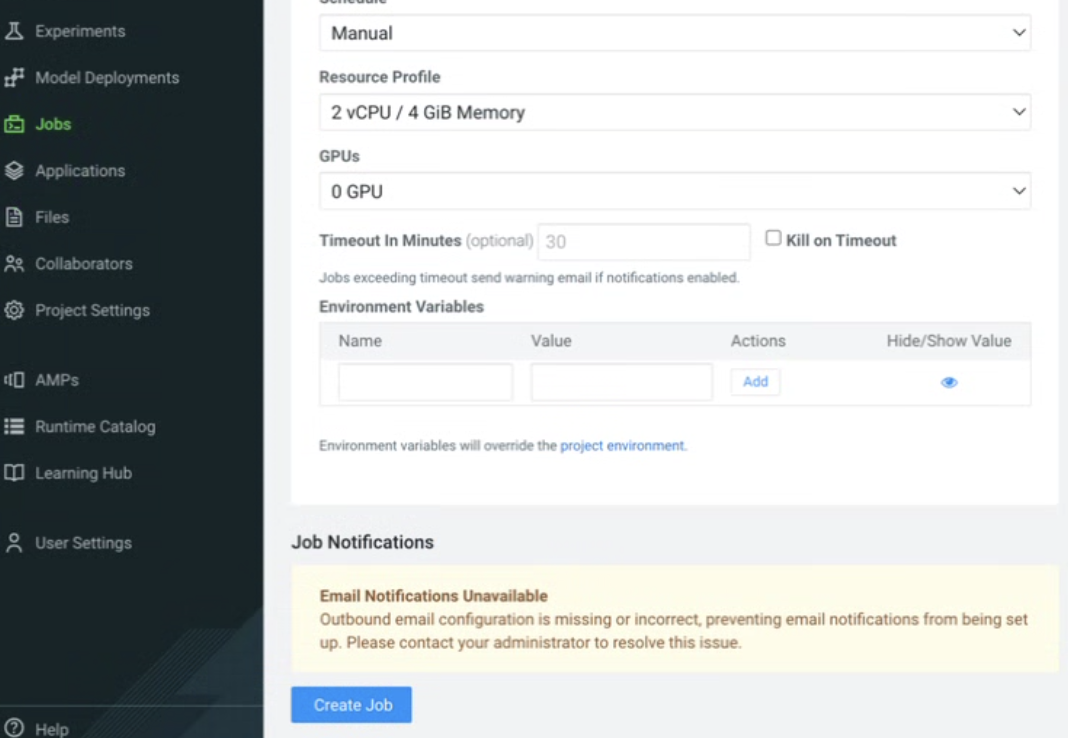 Experiments
Model Deployments
Jobs
Applications
Files
Collaborators
Project Settings
AMPs
Runtime Catalog
Learning Hub
User Settings
Help
Schedule
Manual
Resource Profile
2 vCPU / 4 GiB Memory
GPUs
0 GPU
Timeout In Minutes (optional) 30 Kill on Timeout
Jobs exceeding timeout send warning email if notifications enabled.
Environment Variables
Name Value Actions Hide/Show Value
Add
Environment variables will override the project environment.
Job Notifications
Email Notifications Unavailable
Outbound email configuration is missing or incorrect, preventing email notifications from being set
up. Please contact your administrator to resolve this issue.
Create Job